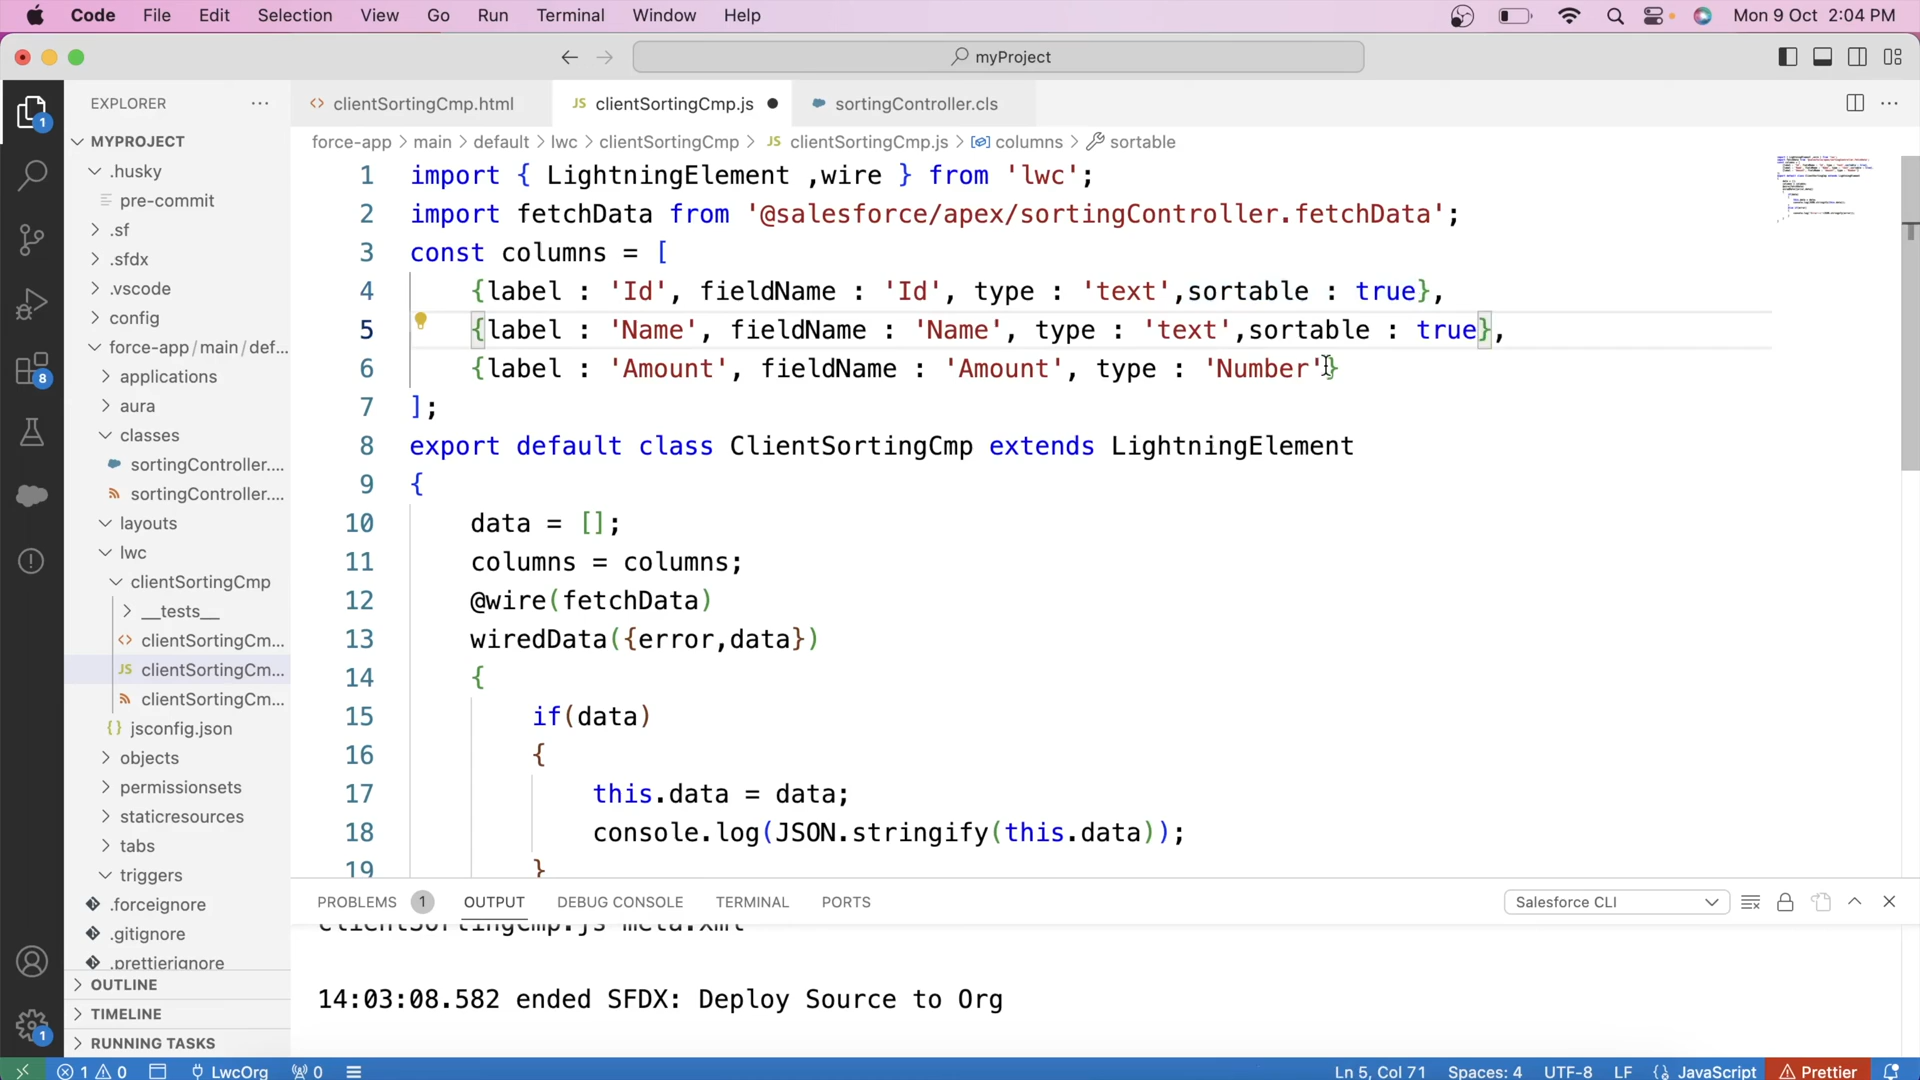 Code File Edit Selection View Go Run Terminal Window Help Mon 9 Oct 2:04 PM
myProject
EXPLORER
clientSortingCmp.html clientSortingCmp.js sortingController.cls
force-app > main > default > lwc > clientSortingCmp > JS clientSortingCmp.js > columns > sortable
MYPROJECT
.husky
pre-commit
.sf
.sfdx
.vscode
config
force-app/main/def...
applications
aura
classes
sortingController....
sortingController....
layouts
lwc
clientSortingCmp
__tests__
clientSortingCm...
JS clientSortingCm...
clientSortingCm...
{} jsconfig.json
objects
permissionsets
staticresources
tabs
triggers
.forceignore
.gitignore
.prettierignore
OUTLINE
TIMELINE
RUNNING TASKS
1 import { LightningElement ,wire } from 'lwc';
2 import fetchData from '@salesforce/apex/sortingController.fetchData';
3 const columns = [
4 {label : 'Id', fieldName : 'Id', type : 'text',sortable : true},
5 {label : 'Name', fieldName : 'Name', type : 'text',sortable : true},
6 {label : 'Amount', fieldName : 'Amount', type : 'Number'}
7 ];
8 export default class ClientSortingCmp extends LightningElement
9 {
10 data = [];
11 columns = columns;
12 @wire(fetchData)
13 wiredData({error,data})
14 {
15 if(data)
16 {
17 this.data = data;
18 console.log(JSON.stringify(this.data));
19 }
PROBLEMS 1 OUTPUT DEBUG CONSOLE TERMINAL PORTS Salesforce CLI
clientSortingCmp.js-meta.xml
14:03:08.582 ended SFDX: Deploy Source to Org
1 0 LwcOrg 0 Ln 5, Col 71 Spaces: 4 UTF-8 LF {} JavaScript Prettier